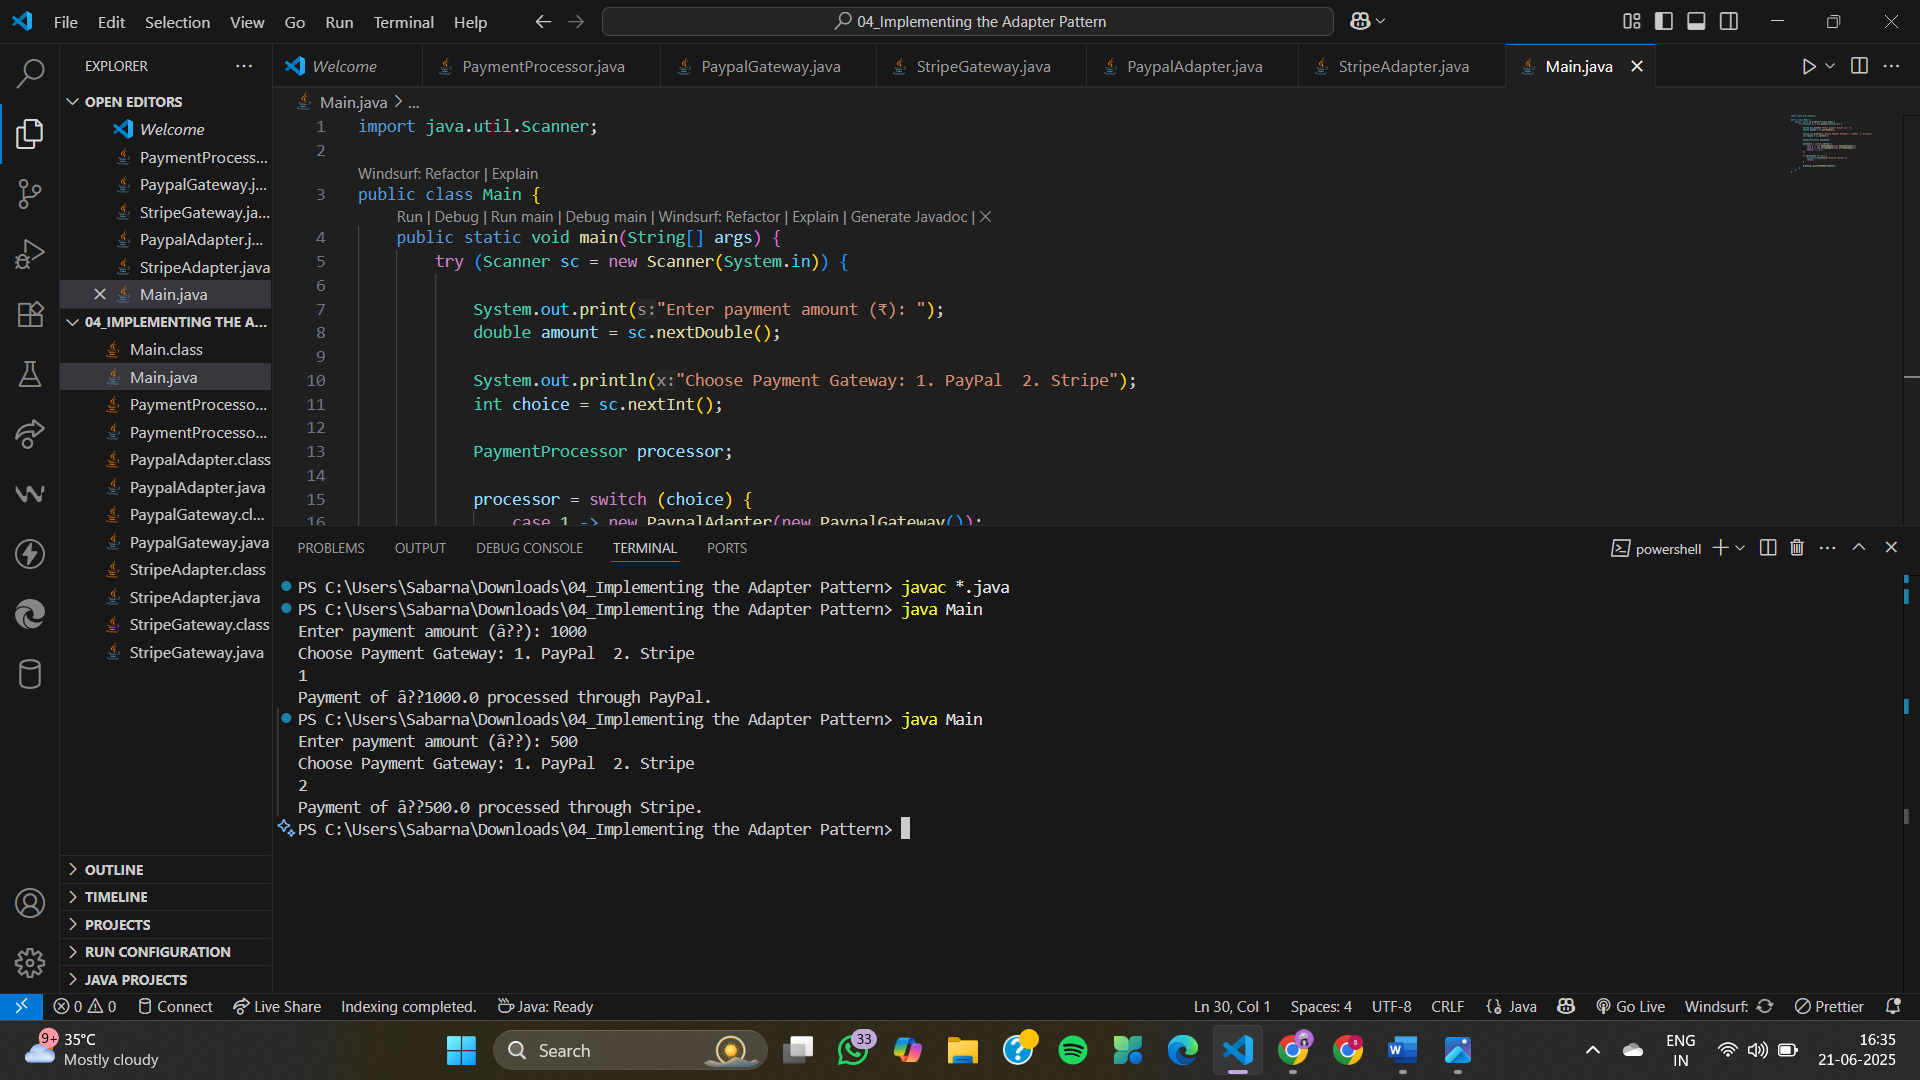 File Edit Selection View Go Run Terminal Help
04_Implementing the Adapter Pattern
EXPLORER
OPEN EDITORS
Welcome
PaymentProcess...
PaypalGateway.j...
StripeGateway.ja...
PaypalAdapter.j...
StripeAdapter.java
Main.java
04_IMPLEMENTING THE A...
Main.class
Main.java
PaymentProcesso...
PaymentProcesso...
PaypalAdapter.class
PaypalAdapter.java
PaypalGateway.cl...
PaypalGateway.java
StripeAdapter.class
StripeAdapter.java
StripeGateway.class
StripeGateway.java
OUTLINE
TIMELINE
PROJECTS
RUN CONFIGURATION
JAVA PROJECTS
Welcome PaymentProcessor.java PaypalGateway.java StripeGateway.java PaypalAdapter.java StripeAdapter.java Main.java
Main.java > ...
1 import java.util.Scanner;
2
Windsurf: Refactor | Explain
3 public class Main {
Run | Debug | Run main | Debug main | Windsurf: Refactor | Explain | Generate Javadoc | X
4 public static void main(String[] args) {
5 try (Scanner sc = new Scanner(System.in)) {
6
7 System.out.print(s:"Enter payment amount (₹): ");
8 double amount = sc.nextDouble();
9
10 System.out.println(x:"Choose Payment Gateway: 1. PayPal  2. Stripe");
11 int choice = sc.nextInt();
12
13 PaymentProcessor processor;
14
15 processor = switch (choice) {
16 case 1 -> new PaypalAdapter(new PaypalGateway());
PROBLEMS OUTPUT DEBUG CONSOLE TERMINAL PORTS
powershell
PS C:\Users\Sabarna\Downloads\04_Implementing the Adapter Pattern> javac *.java
PS C:\Users\Sabarna\Downloads\04_Implementing the Adapter Pattern> java Main
Enter payment amount (â??): 1000
Choose Payment Gateway: 1. PayPal  2. Stripe
1
Payment of â??1000.0 processed through PayPal.
PS C:\Users\Sabarna\Downloads\04_Implementing the Adapter Pattern> java Main
Enter payment amount (â??): 500
Choose Payment Gateway: 1. PayPal  2. Stripe
2
Payment of â??500.0 processed through Stripe.
PS C:\Users\Sabarna\Downloads\04_Implementing the Adapter Pattern>
0 0 Connect Live Share Indexing completed. Java: Ready
Ln 30, Col 1 Spaces: 4 UTF-8 CRLF {} Java Go Live Windsurf: Prettier
9+ 35°C
Mostly cloudy
Search
33
ENG
IN
16:35
21-06-2025